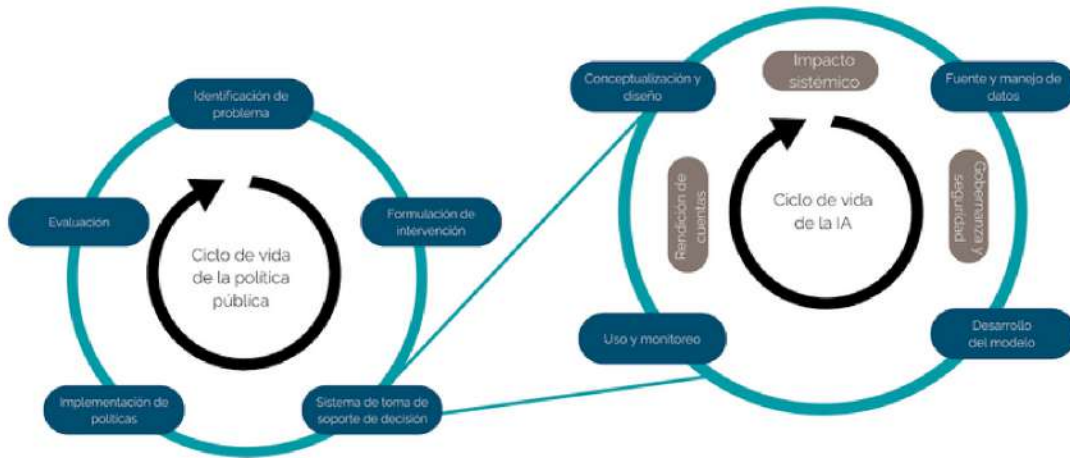 Identificación de
problema
Evaluación
Formulación de
intervención
Ciclo de vida
de la política
pública
Implementación de
políticas
Sistema de toma de
soporte de decisión
Conceptualización y
diseño
Impacto
sistémico
Fuente y manejo de
datos
Rendición de
cuentas
Ciclo de vida
de la IA
Gobernanza y
seguridad
Uso y monitoreo
Desarrollo
del modelo